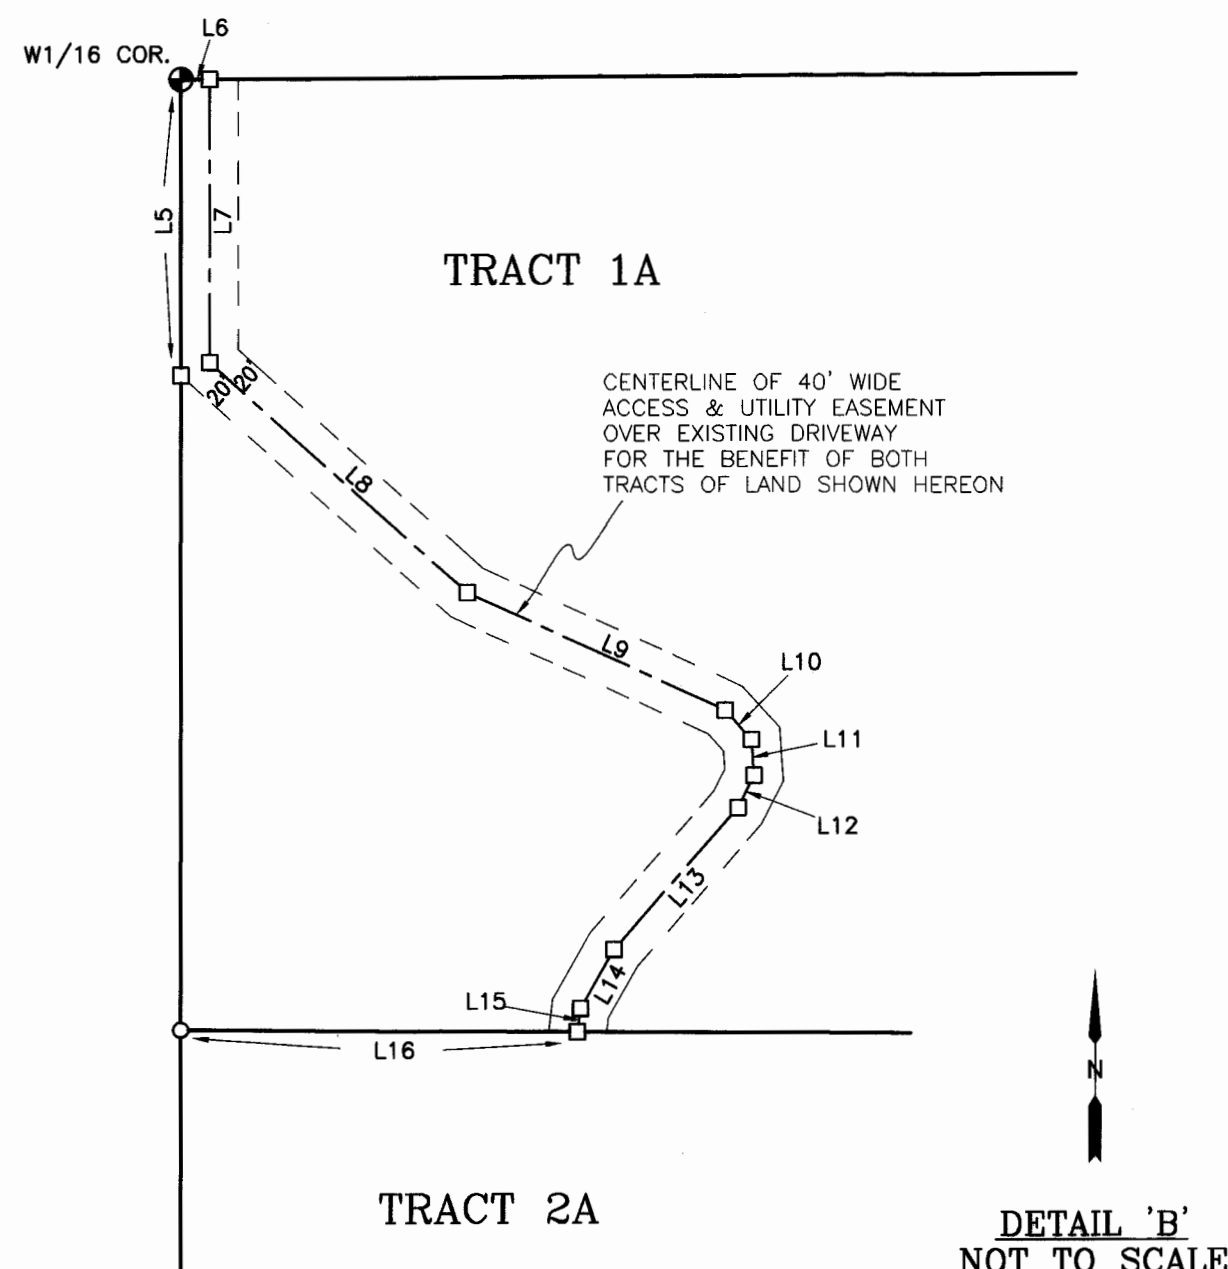 L6
W1/16 COR.
L5
L7
TRACT 1A
20' 20'
CENTERLINE OF 40' WIDE
ACCESS & UTILITY EASEMENT
OVER EXISTING DRIVEWAY
FOR THE BENEFIT OF BOTH
TRACTS OF LAND SHOWN HEREON
L8
L9
L10
L11
L12
L13
L14
L15
L16
N
TRACT 2A
DETAIL 'B'
NOT TO SCALE